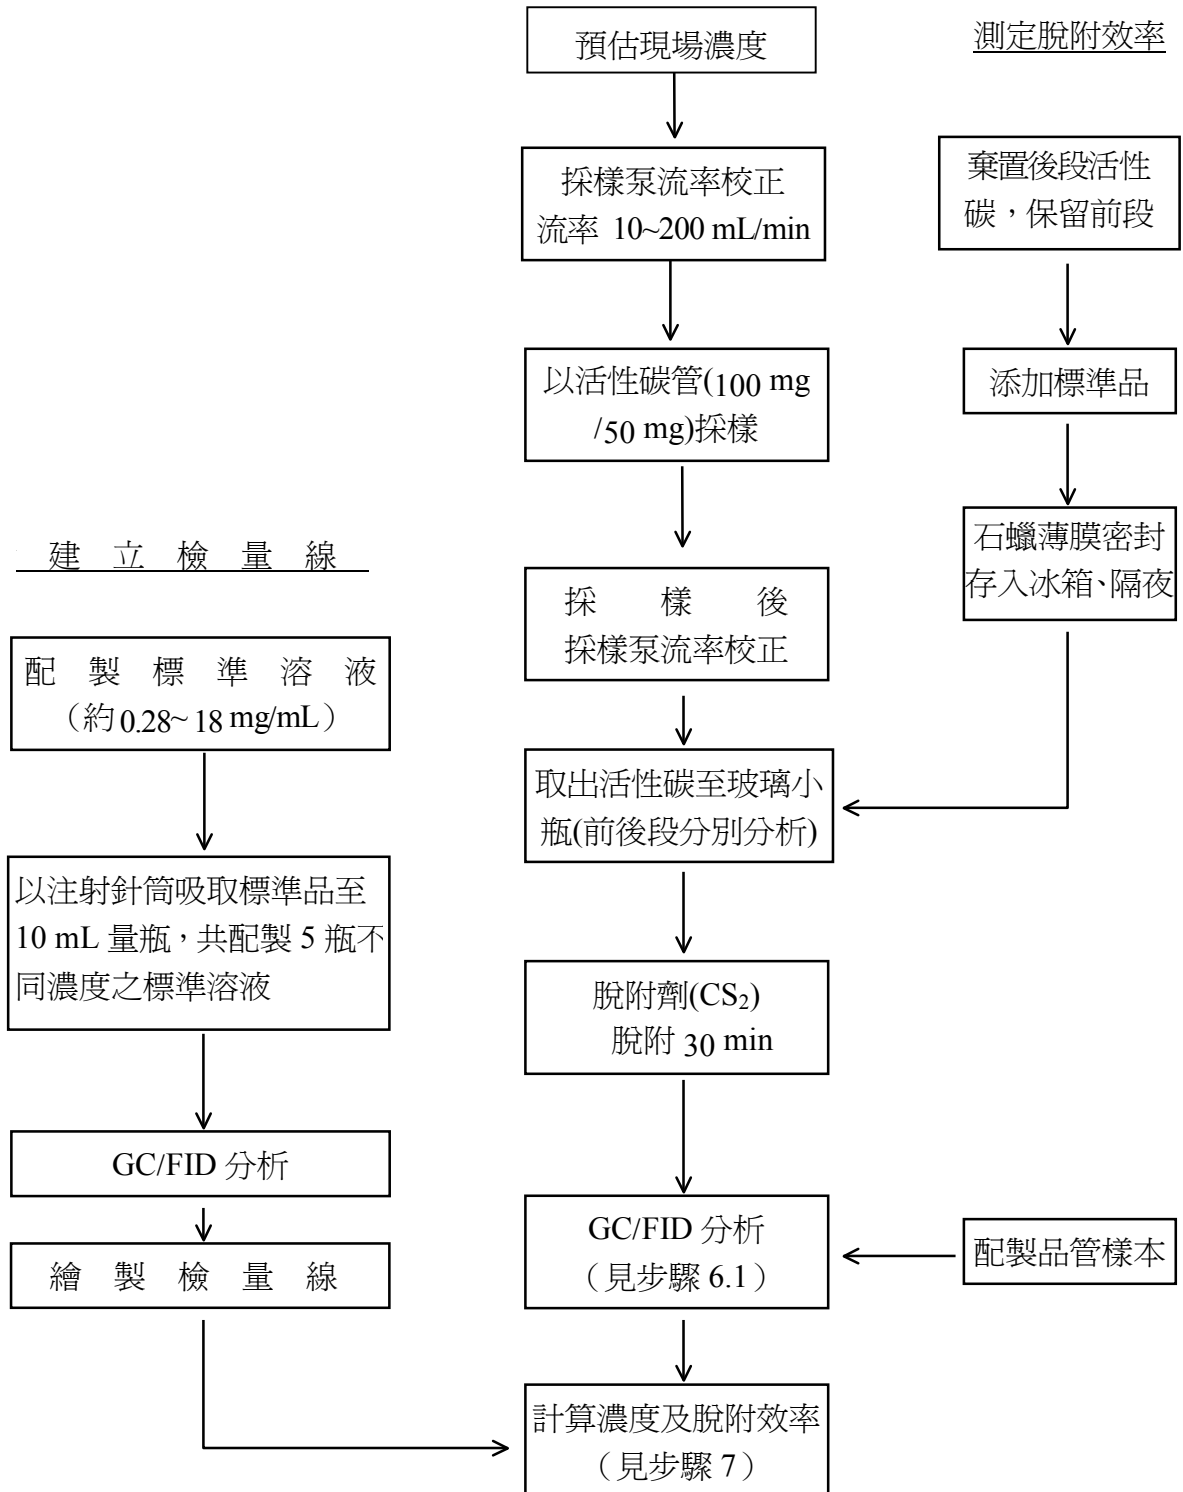 預估現場濃度
採樣泵流率校正
流率 10~200 mL/min
以活性碳管(100 mg
/50 mg)採樣
採樣後
採樣泵流率校正
取出活性碳至玻璃小
瓶(前後段分別分析)
脫附劑(CS₂)
脫附 30 min
GC/FID 分析
(見步驟 6.1)
計算濃度及脫附效率
(見步驟 7)
測定脫附效率
棄置後段活性
碳，保留前段
添加標準品
石蠟薄膜密封
存入冰箱、隔夜
配製品管樣本
建立檢量線
配製標準溶液
(約 0.28~ 18 mg/mL)
以注射針筒吸取標準品至
10 mL 量瓶，共配製 5 瓶不
同濃度之標準溶液
GC/FID 分析
繪製檢量線